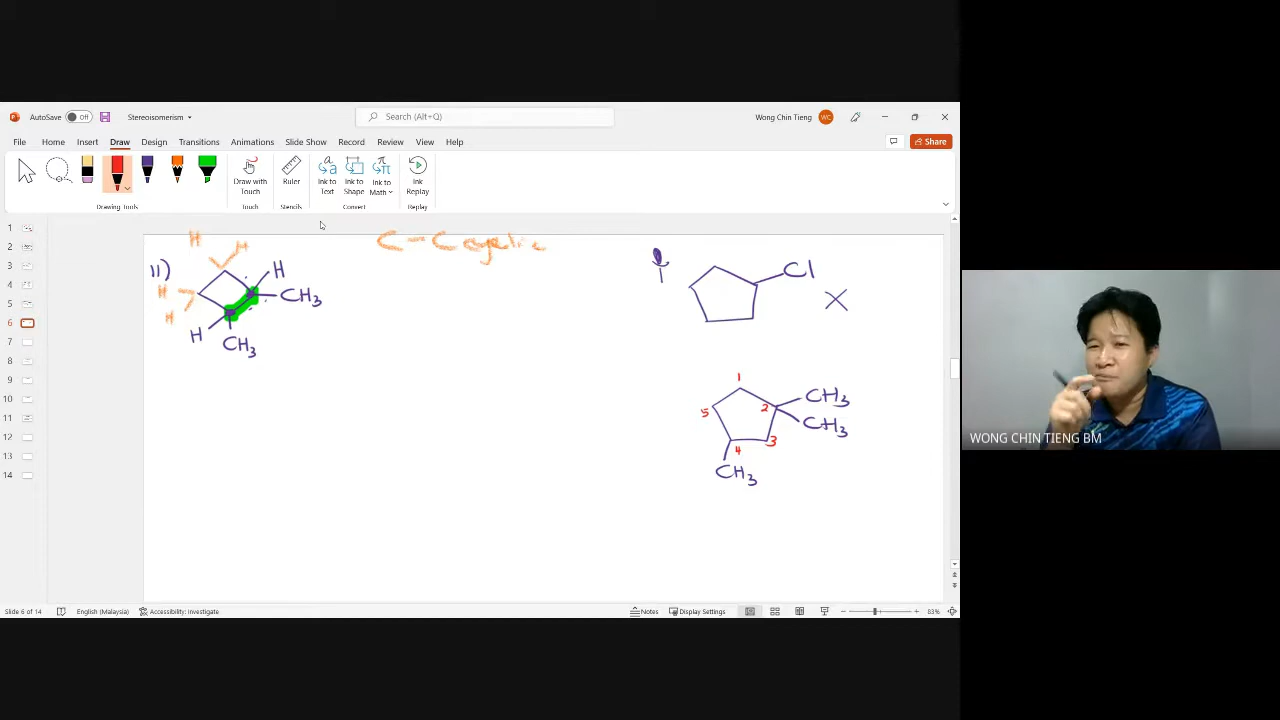 AutoSave Off Stereoisomerism Search (Alt+Q) Wong Chin Tieng WC
File Home Insert Draw Design Transitions Animations Slide Show Record Review View Help Share
Draw with Touch Ruler Ink to Text Ink to Shape Ink to Math Ink Replay
Drawing Tools Touch Stencils Convert Replay
1
2
3
4
5
6
7
8
9
10
11
12
13
14
C - C
H H
11) H
H CH3
H
H
CH3
Cl
X
1
5 2 CH3
CH3
4 3
CH3
WONG CHIN TIENG BM
Slide 6 of 14 English (Malaysia) Accessibility: Investigate Notes Display Settings 83%